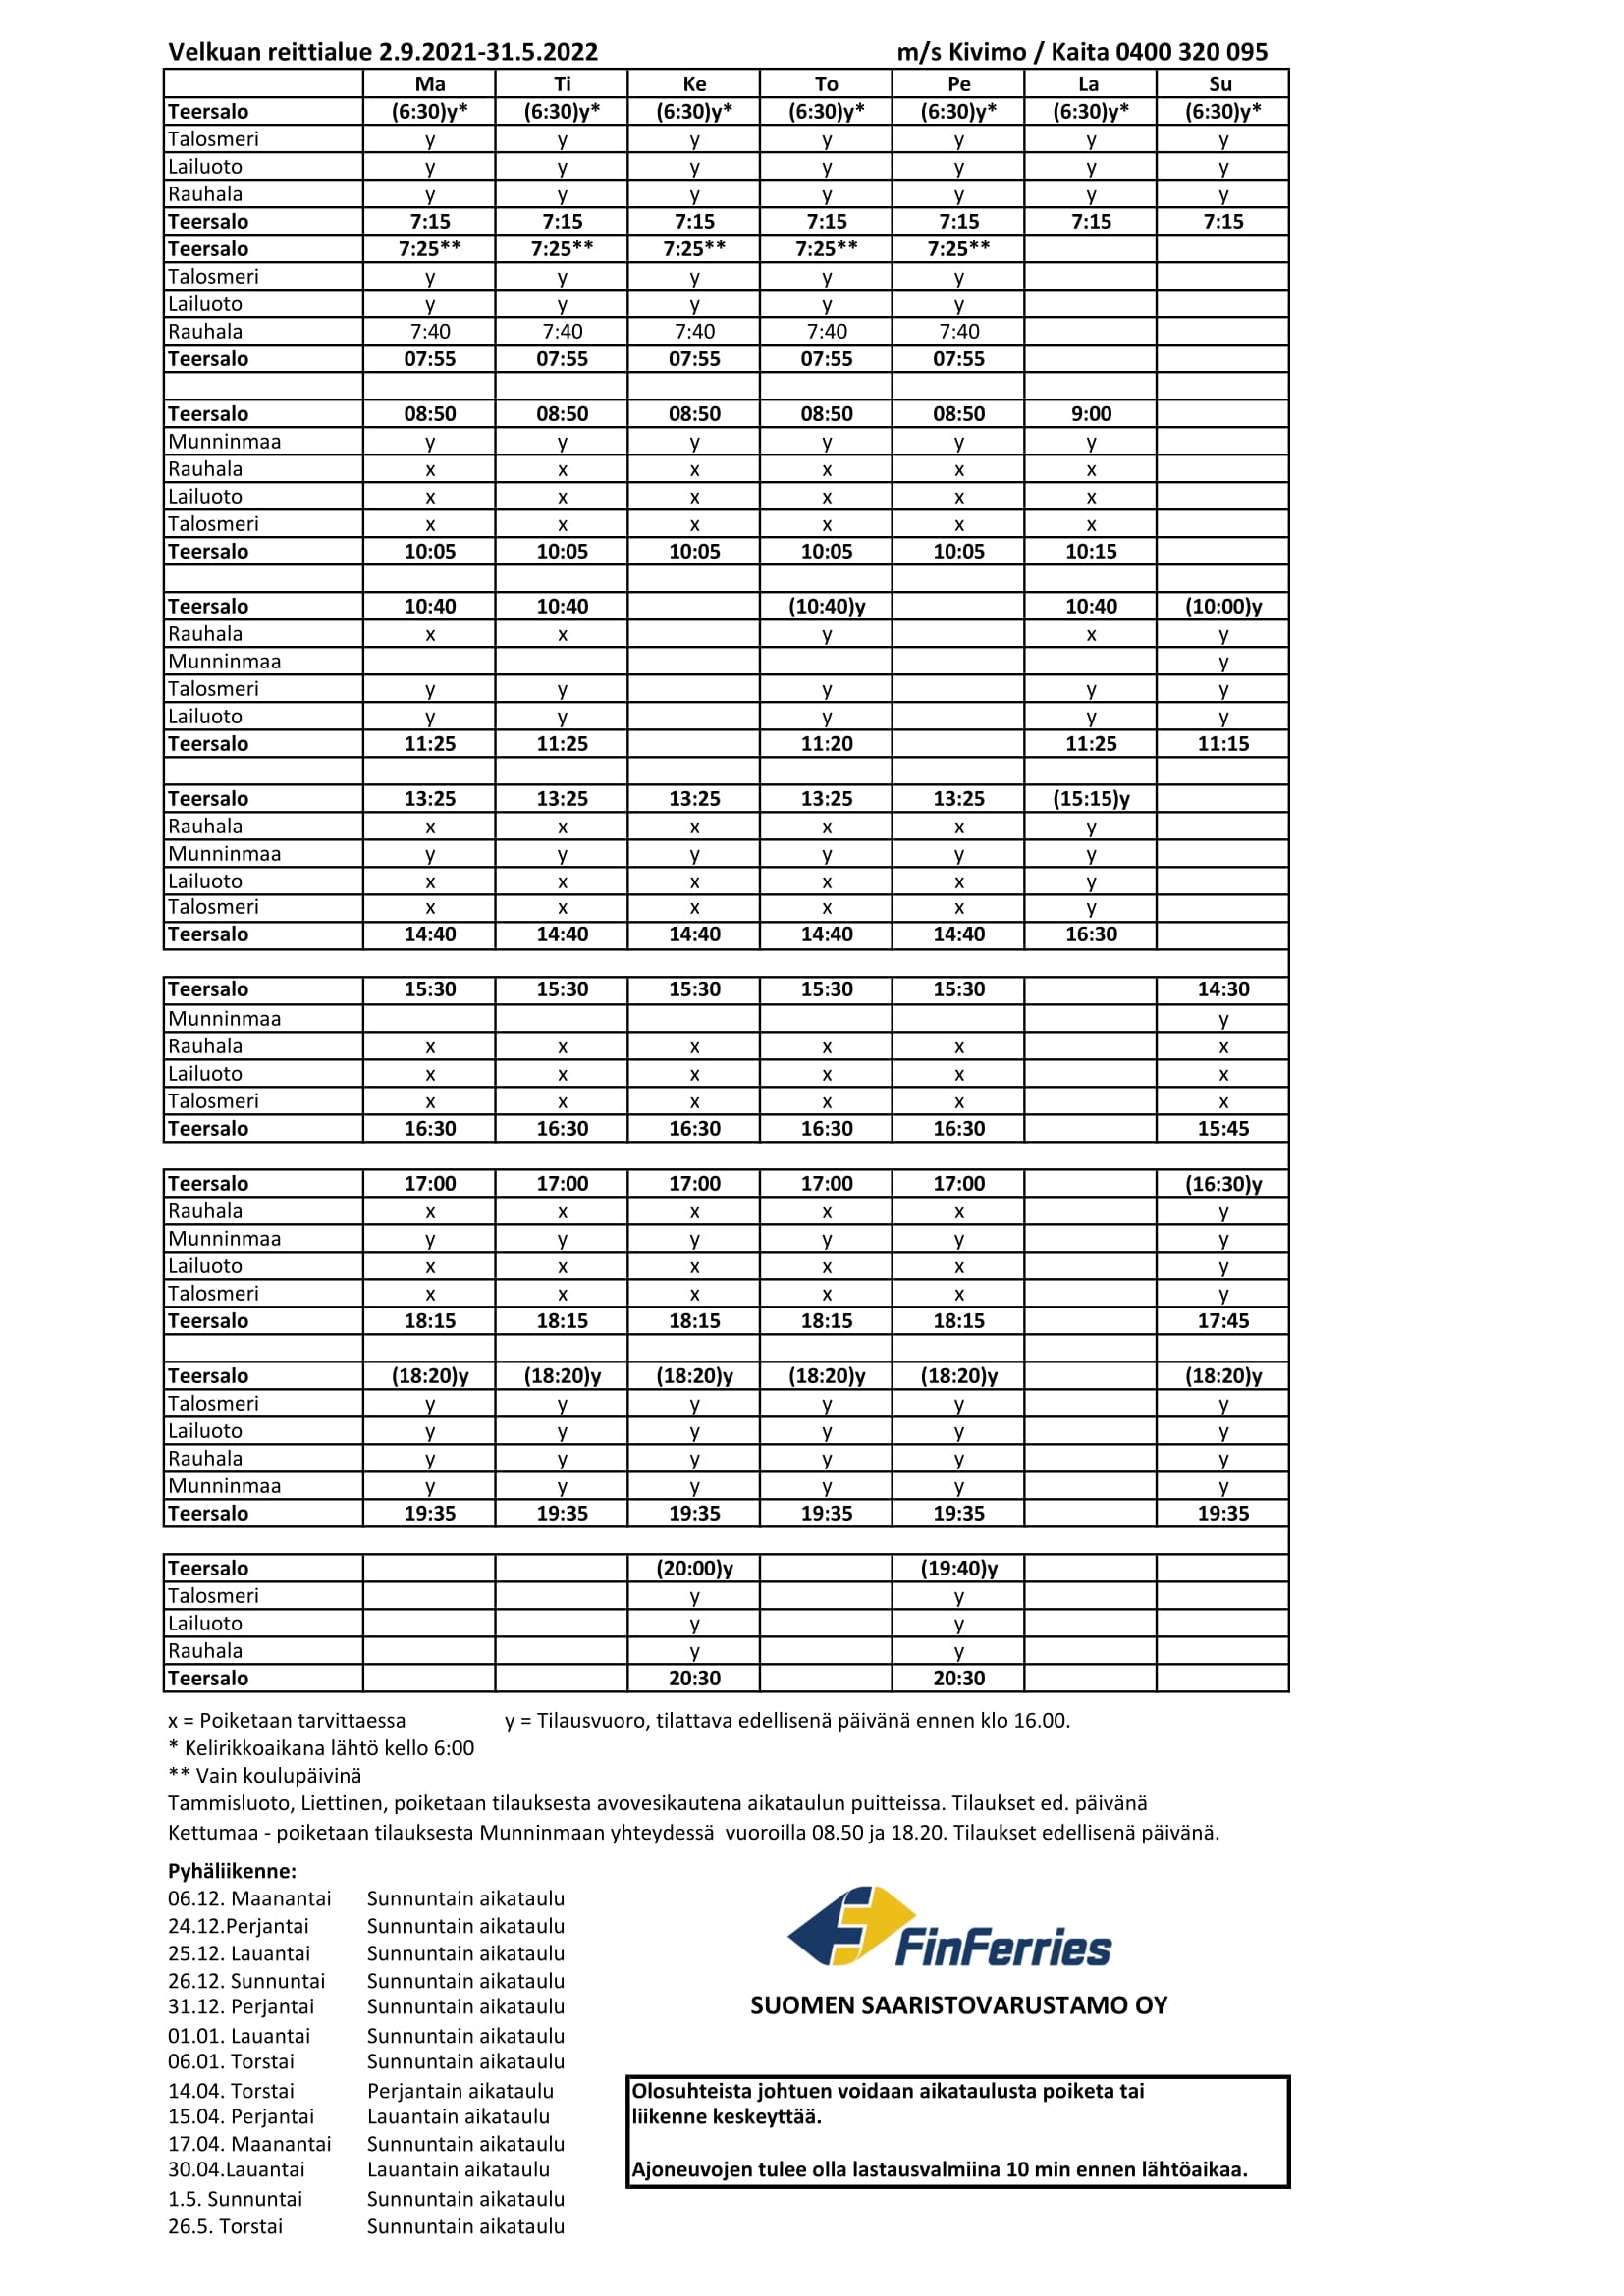 Velkuan reittialue 2.9.2021-31.5.2022 m/s Kivimo / Kaita 0400 320 095
Ma Ti Ke To Pe La Su
Teersalo (6:30)y* (6:30)y* (6:30)y* (6:30)y* (6:30)y* (6:30)y* (6:30)y*
Talosmeri y y y y y y y
Lailuoto y y y y y y y
Rauhala y y y y y y y
Teersalo 7:15 7:15 7:15 7:15 7:15 7:15 7:15
Teersalo 7:25** 7:25** 7:25** 7:25** 7:25**
Talosmeri y y y y y
Lailuoto y y y y y
Rauhala 7:40 7:40 7:40 7:40 7:40
Teersalo 07:55 07:55 07:55 07:55 07:55
Teersalo 08:50 08:50 08:50 08:50 08:50 9:00
Munninmaa y y y y y y
Rauhala x x x x x x
Lailuoto x x x x x x
Talosmeri x x x x x x
Teersalo 10:05 10:05 10:05 10:05 10:05 10:15
Teersalo 10:40 10:40 (10:40)y 10:40 (10:00)y
Rauhala x x y x y
Munninmaa y
Talosmeri y y y y y
Lailuoto y y y y y
Teersalo 11:25 11:25 11:20 11:25 11:15
Teersalo 13:25 13:25 13:25 13:25 13:25 (15:15)y
Rauhala x x x x x y
Munninmaa y y y y y y
Lailuoto x x x x x y
Talosmeri x x x x x y
Teersalo 14:40 14:40 14:40 14:40 14:40 16:30
Teersalo 15:30 15:30 15:30 15:30 15:30 14:30
Munninmaa y
Rauhala x x x x x x
Lailuoto x x x x x x
Talosmeri x x x x x x
Teersalo 16:30 16:30 16:30 16:30 16:30 15:45
Teersalo 17:00 17:00 17:00 17:00 17:00 (16:30)y
Rauhala x x x x x y
Munninmaa y y y y y y
Lailuoto x x x x x y
Talosmeri x x x x x y
Teersalo 18:15 18:15 18:15 18:15 18:15 17:45
Teersalo (18:20)y (18:20)y (18:20)y (18:20)y (18:20)y (18:20)y
Talosmeri y y y y y y
Lailuoto y y y y y y
Rauhala y y y y y y
Munninmaa y y y y y y
Teersalo 19:35 19:35 19:35 19:35 19:35 19:35
Teersalo (20:00)y (19:40)y
Talosmeri y y
Lailuoto y y
Rauhala y y
Teersalo 20:30 20:30
x = Poiketaan tarvittaessa y = Tilausvuoro, tilattava edellisenä päivänä ennen klo 16.00.
* Kelirikkoaikana lähtö kello 6:00
** Vain koulupäivinä
Tammisluoto, Liettinen, poiketaan tilauksesta avovesikautena aikataulun puitteissa. Tilaukset ed. päivänä
Kettumaa - poiketaan tilauksesta Munninmaan yhteydessä vuoroilla 08.50 ja 18.20. Tilaukset edellisenä päivänä.
Pyhäliikenne:
06.12. Maanantai Sunnuntain aikataulu
24.12.Perjantai Sunnuntain aikataulu
25.12. Lauantai Sunnuntain aikataulu
26.12. Sunnuntai Sunnuntain aikataulu
31.12. Perjantai Sunnuntain aikataulu
01.01. Lauantai Sunnuntain aikataulu
06.01. Torstai Sunnuntain aikataulu
14.04. Torstai Perjantain aikataulu
15.04. Perjantai Lauantain aikataulu
17.04. Maanantai Sunnuntain aikataulu
30.04.Lauantai Lauantain aikataulu
1.5. Sunnuntai Sunnuntain aikataulu
26.5. Torstai Sunnuntain aikataulu
FinFerries
SUOMEN SAARISTOVARUSTAMO OY
Olosuhteista johtuen voidaan aikataulusta poiketa tai
liikenne keskeyttää.
Ajoneuvojen tulee olla lastausvalmiina 10 min ennen lähtöaikaa.